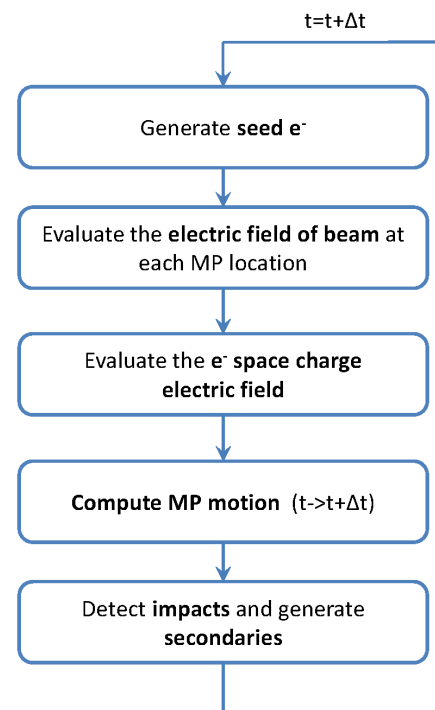 t=t+Δt
Generate seed e⁻
Evaluate the electric field of beam at
each MP location
Evaluate the e⁻ space charge
electric field
Compute MP motion (t->t+Δt)
Detect impacts and generate
secondaries